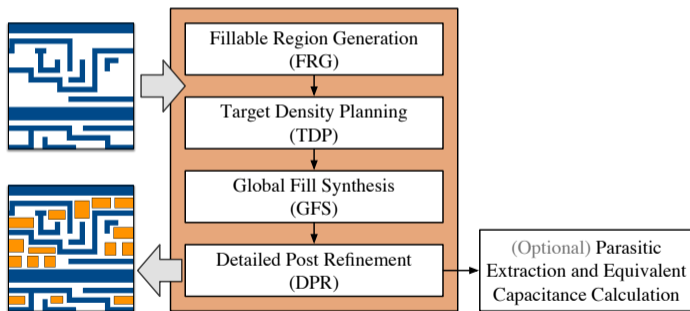 Fillable Region Generation
(FRG)
Target Density Planning
(TDP)
Global Fill Synthesis
(GFS)
Detailed Post Refinement
(DPR)
(Optional) Parasitic
Extraction and Equivalent
Capacitance Calculation